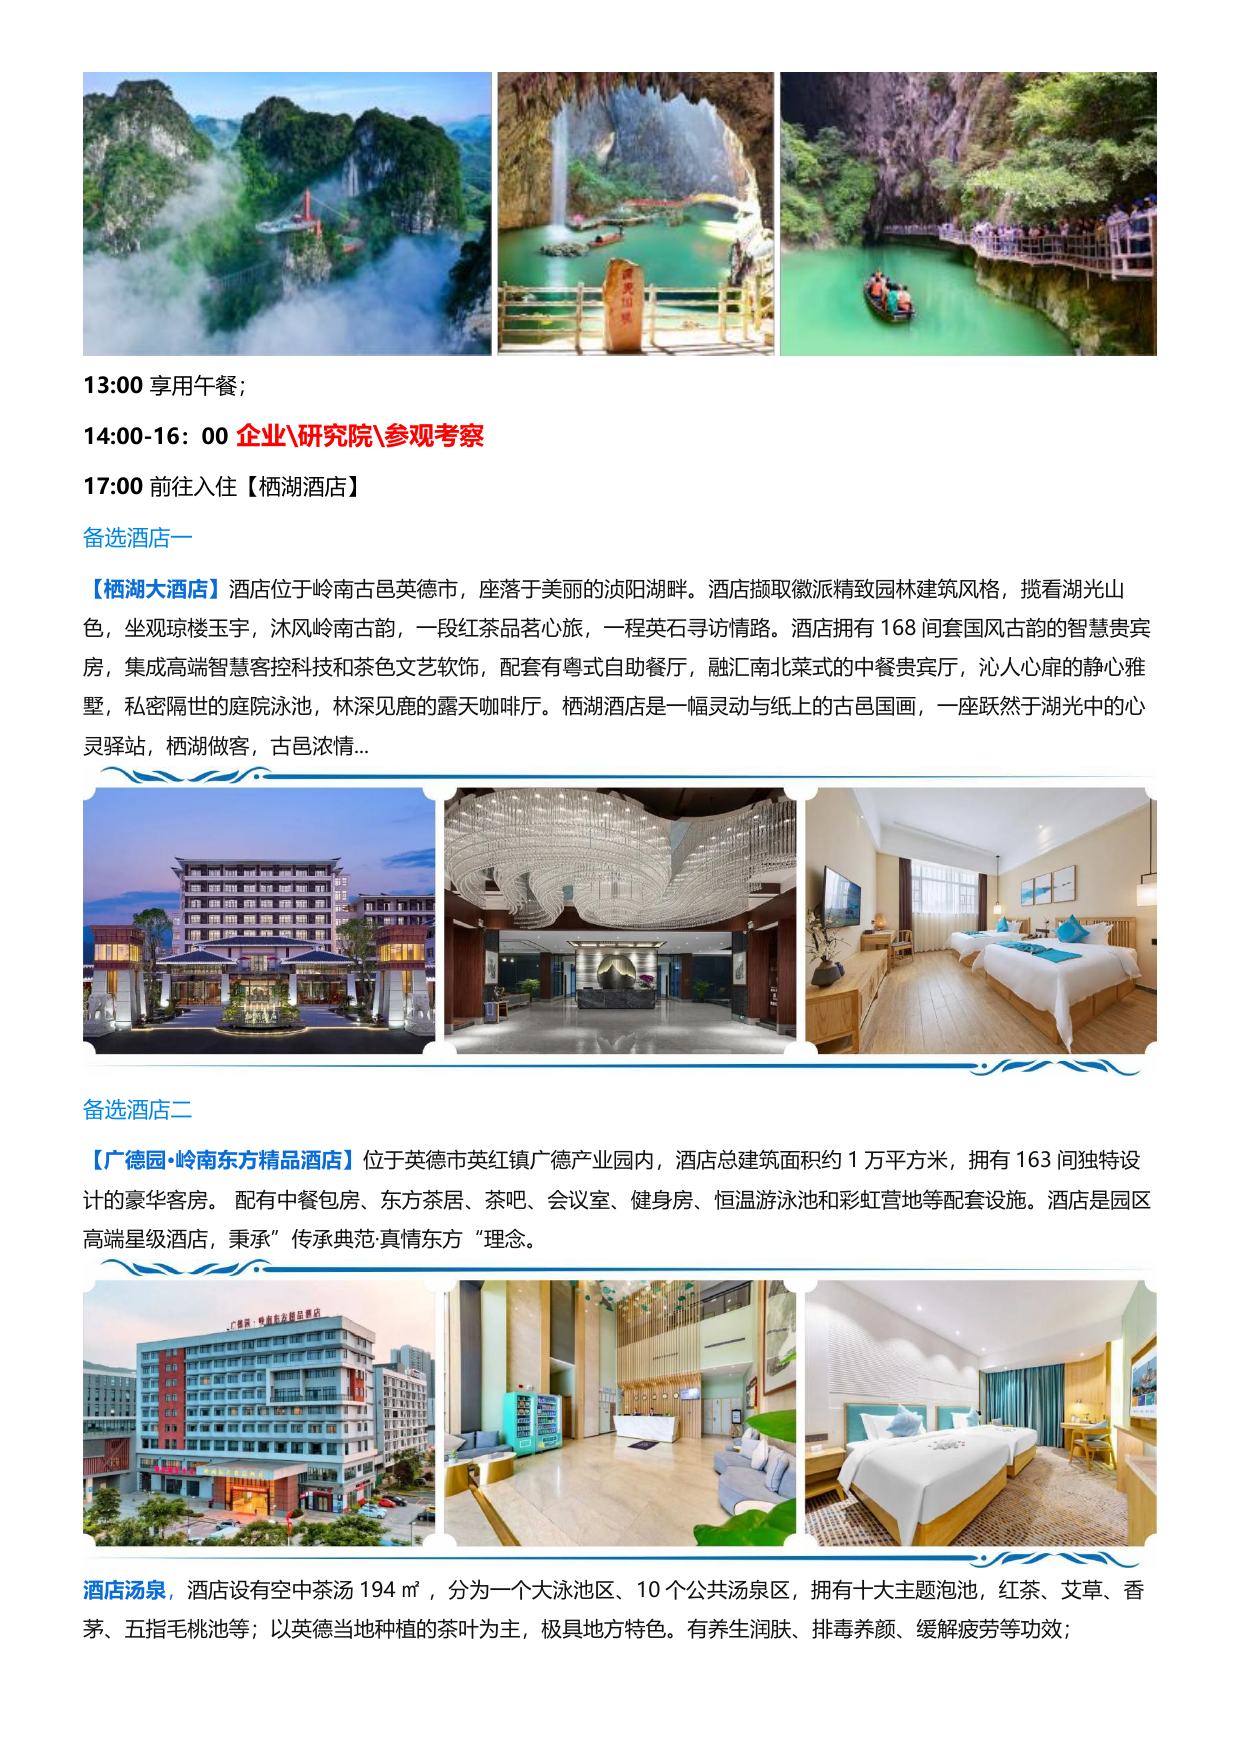 13:00 享用午餐；
14:00-16：00 企业\研究院\参观考察
17:00 前往入住【栖湖酒店】
备选酒店一
【栖湖大酒店】酒店位于岭南古邑英德市，座落于美丽的浈阳湖畔。酒店撷取徽派精致园林建筑风格，揽看湖光山
色，坐观琼楼玉宇，沐风岭南古韵，一段红茶品茗心旅，一程英石寻访情路。酒店拥有 168 间套国风古韵的智慧贵宾
房，集成高端智慧客控科技和茶色文艺软饰，配套有粤式自助餐厅，融汇南北菜式的中餐贵宾厅，沁人心扉的静心雅
墅，私密隔世的庭院泳池，林深见鹿的露天咖啡厅。栖湖酒店是一幅灵动与纸上的古邑国画，一座跃然于湖光中的心
灵驿站，栖湖做客，古邑浓情...
备选酒店二
【广德园•岭南东方精品酒店】位于英德市英红镇广德产业园内，酒店总建筑面积约 1 万平方米，拥有 163 间独特设
计的豪华客房。 配有中餐包房、东方茶居、茶吧、会议室、健身房、恒温游泳池和彩虹营地等配套设施。酒店是园区
高端星级酒店，秉承”传承典范·真情东方“理念。
广德园·岭南东方精品酒店
酒店汤泉，酒店设有空中茶汤 194 ㎡ ，分为一个大泳池区、10 个公共汤泉区，拥有十大主题泡池，红茶、艾草、香
茅、五指毛桃池等；以英德当地种植的茶叶为主，极具地方特色。有养生润肤、排毒养颜、缓解疲劳等功效；